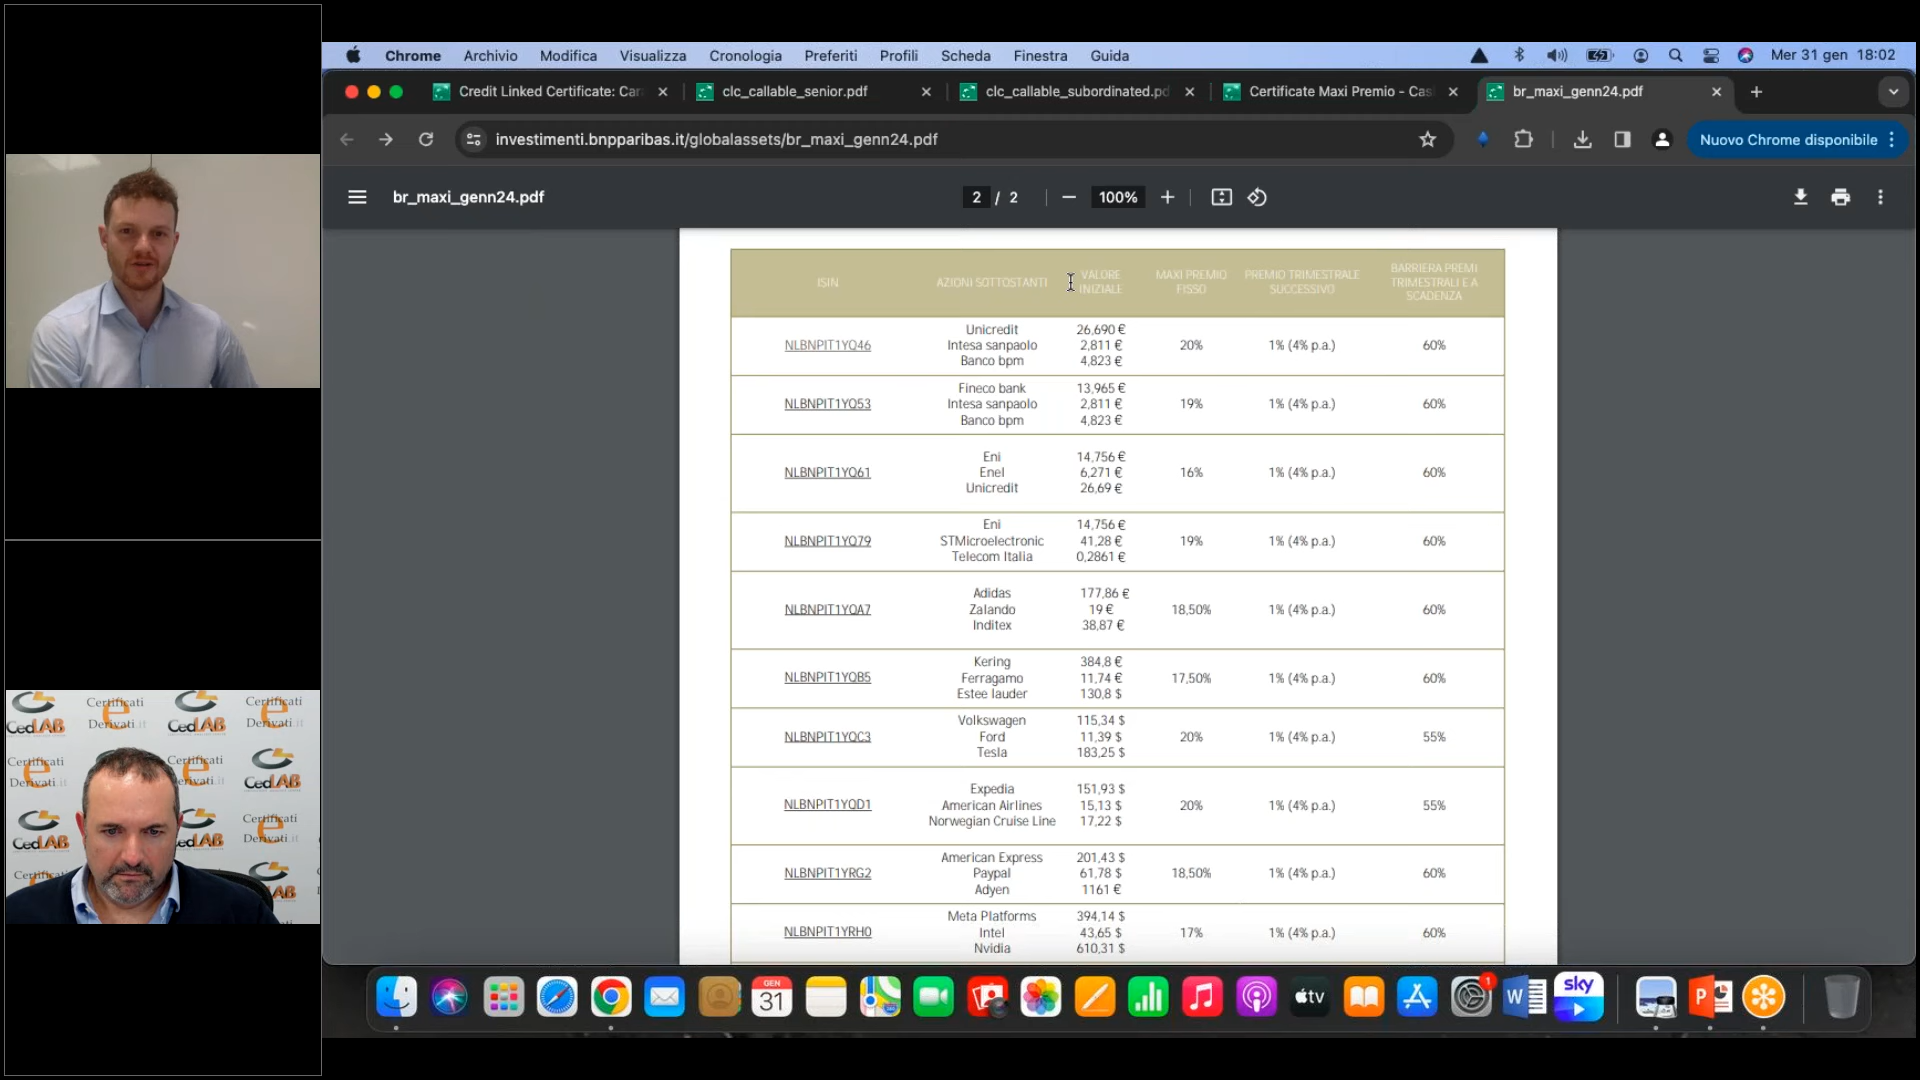 Chrome Archivio Modifica Visualizza Cronologia Preferiti Profili Scheda Finestra Guida
Mer 31 gen 18:02
Credit Linked Certificate: Car
clc_callable_senior.pdf
clc_callable_subordinated.pd
Certificate Maxi Premio - Cas
br_maxi_genn24.pdf
investimenti.bnpparibas.it/globalassets/br_maxi_genn24.pdf
Nuovo Chrome disponibile
br_maxi_genn24.pdf
2 / 2
100%
ISIN
AZIONI SOTTOSTANTI
VALORE
INIZIALE
MAXI PREMIO
FISSO
PREMIO TRIMESTRALE
SUCCESSIVO
BARRIERA PREMI
TRIMESTRALI E A
SCADENZA
NLBNPIT1YQ46
Unicredit 26,690 €
Intesa sanpaolo 2,811 €
Banco bpm 4,823 €
20% 1% (4% p.a.) 60%
NLBNPIT1YQ53
Fineco bank 13,965 €
Intesa sanpaolo 2,811 €
Banco bpm 4,823 €
19% 1% (4% p.a.) 60%
NLBNPIT1YQ61
Eni 14,756 €
Enel 6,271 €
Unicredit 26,69 €
16% 1% (4% p.a.) 60%
NLBNPIT1YQ79
Eni 14,756 €
STMicroelectronic 41,28 €
Telecom Italia 0,2861 €
19% 1% (4% p.a.) 60%
NLBNPIT1YQA7
Adidas 177,86 €
Zalando 19 €
Inditex 38,87 €
18,50% 1% (4% p.a.) 60%
NLBNPIT1YQB5
Kering 384,8 €
Ferragamo 11,74 €
Estee lauder 130,8 $
17,50% 1% (4% p.a.) 60%
NLBNPIT1YQC3
Volkswagen 115,34 $
Ford 11,39 $
Tesla 183,25 $
20% 1% (4% p.a.) 55%
NLBNPIT1YQD1
Expedia 151,93 $
American Airlines 15,13 $
Norwegian Cruise Line 17,22 $
20% 1% (4% p.a.) 55%
NLBNPIT1YRG2
American Express 201,43 $
Paypal 61,78 $
Adyen 1161 €
18,50% 1% (4% p.a.) 60%
NLBNPIT1YRH0
Meta Platforms 394,14 $
Intel 43,65 $
Nvidia 610,31 $
17% 1% (4% p.a.) 60%
Certificati
Derivati.it
CedLAB
GEN
31
tv
1
W
sky
P